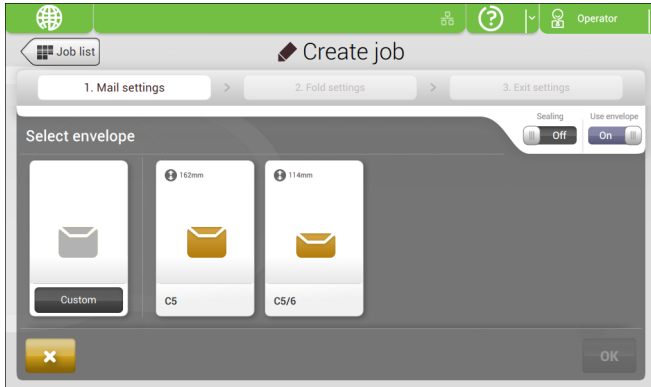 Operator
Job list
Create job
1. Mail settings
>
2. Fold settings
>
3. Exit settings
Select envelope
Sealing
Off
Use envelope
On
Custom
162mm
C5
114mm
C5/6
OK